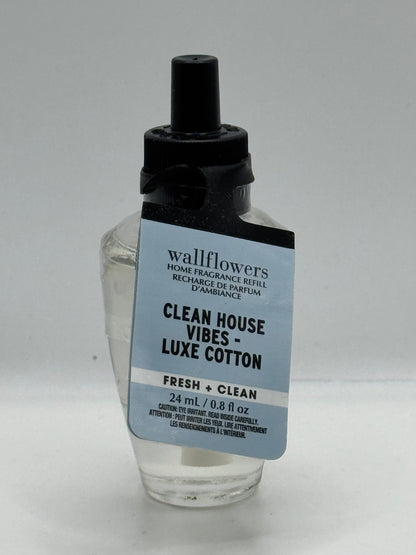 wallflowers
HOME FRAGRANCE REFILL
RECHARGE DE PARFUM
D'AMBIANCE
CLEAN HOUSE
VIBES -
LUXE COTTON
FRESH + CLEAN
24 mL / 0.8 fl oz
CAUTION: EYE IRRITANT. READ INSIDE CAREFULLY.
ATTENTION : PEUT IRRITER LES YEUX. LIRE ATTENTIVEMENT
LES RENSEIGNEMENTS À L'INTÉRIEUR.